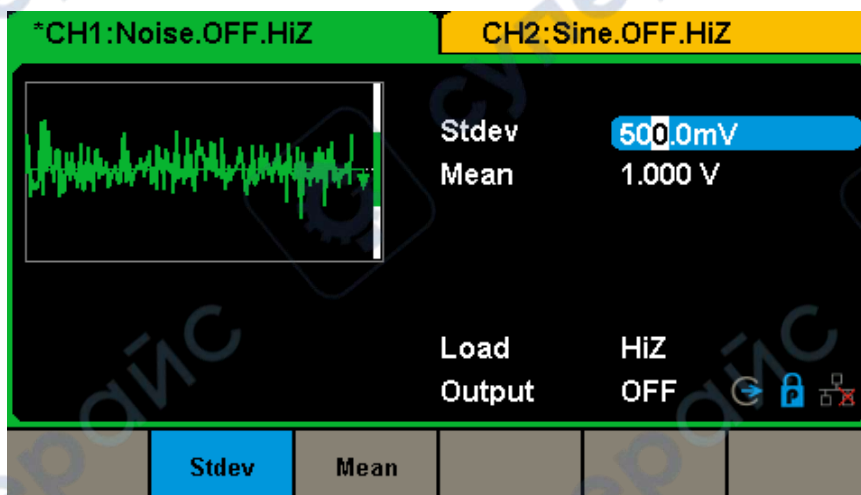 *CH1:Noise.OFF.HiZ
CH2:Sine.OFF.HiZ
Stdev 500.0mV
Mean 1.000 V
Load HiZ
Output OFF
P
Stdev Mean